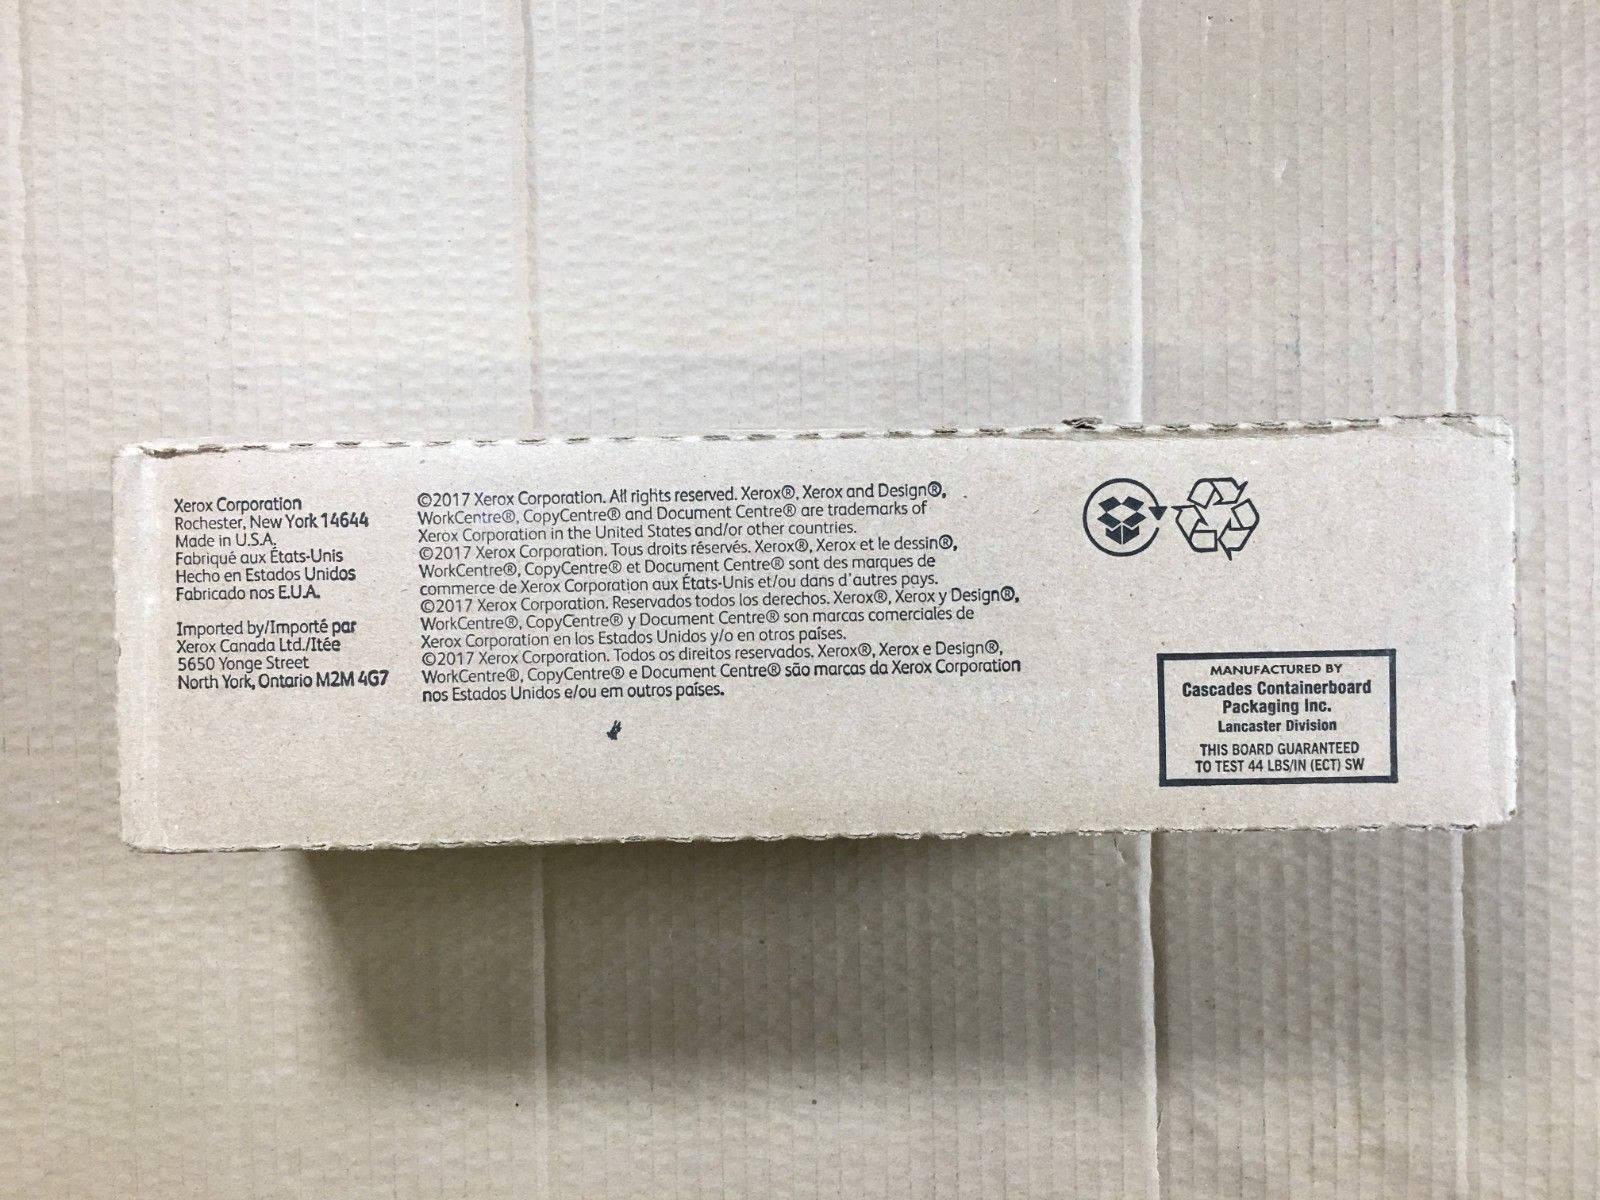 Xerox Corporation
Rochester, New York 14644
Made in U.S.A.
Fabriqué aux États-Unis
Hecho en Estados Unidos
Fabricado nos E.U.A.
Imported by/Importé par
Xerox Canada Ltd./ltée
5650 Yonge Street
North York, Ontario M2M 4G7
©2017 Xerox Corporation. All rights reserved. Xerox®, Xerox and Design®,
WorkCentre®, CopyCentre® and Document Centre® are trademarks of
Xerox Corporation in the United States and/or other countries.
©2017 Xerox Corporation. Tous droits réservés. Xerox®, Xerox et le dessin®,
WorkCentre®, CopyCentre® et Document Centre® sont des marques de
commerce de Xerox Corporation aux États-Unis et/ou dans d'autres pays.
©2017 Xerox Corporation. Reservados todos los derechos. Xerox®, Xerox y Design®,
WorkCentre®, CopyCentre® y Document Centre® son marcas comerciales de
Xerox Corporation en los Estados Unidos y/o en otros países.
©2017 Xerox Corporation. Todos os direitos reservados. Xerox®, Xerox e Design®,
WorkCentre®, CopyCentre® e Document Centre® são marcas da Xerox Corporation
nos Estados Unidos e/ou em outros países.
MANUFACTURED BY
Cascades Containerboard
Packaging Inc.
Lancaster Division
THIS BOARD GUARANTEED
TO TEST 44 LBS/IN (ECT) SW